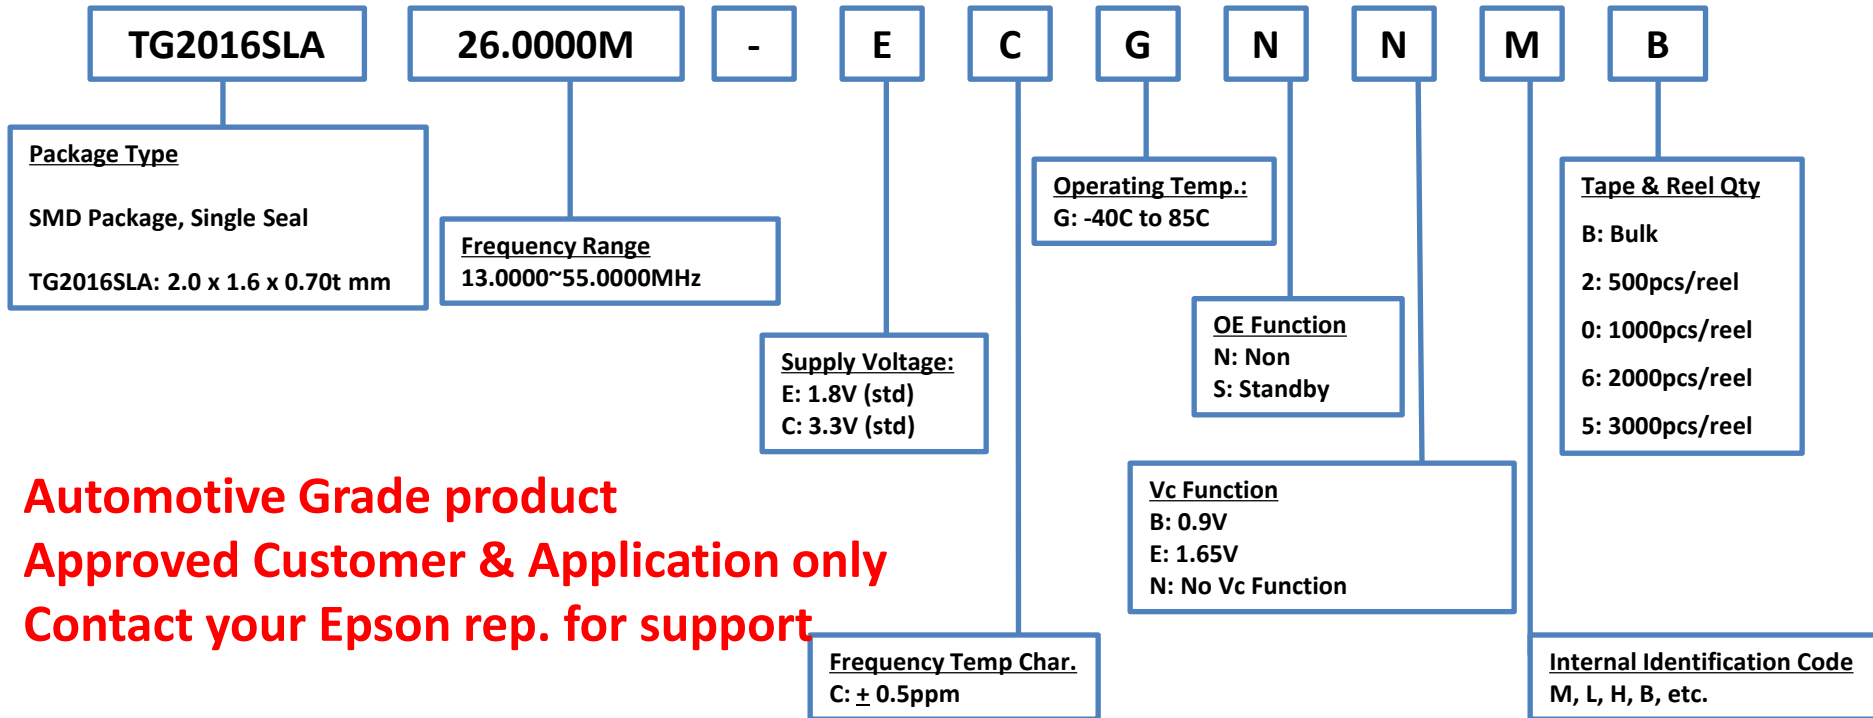 TG2016SLA 26.0000M - E C G N N M B
Package Type
SMD Package, Single Seal
TG2016SLA: 2.0 x 1.6 x 0.70t mm
Frequency Range
13.0000~55.0000MHz
Supply Voltage:
E: 1.8V (std)
C: 3.3V (std)
Frequency Temp Char.
C: ± 0.5ppm
Operating Temp.:
G: -40C to 85C
OE Function
N: Non
S: Standby
Vc Function
B: 0.9V
E: 1.65V
N: No Vc Function
Internal Identification Code
M, L, H, B, etc.
Tape & Reel Qty
B: Bulk
2: 500pcs/reel
0: 1000pcs/reel
6: 2000pcs/reel
5: 3000pcs/reel
Automotive Grade product
Approved Customer & Application only
Contact your Epson rep. for support